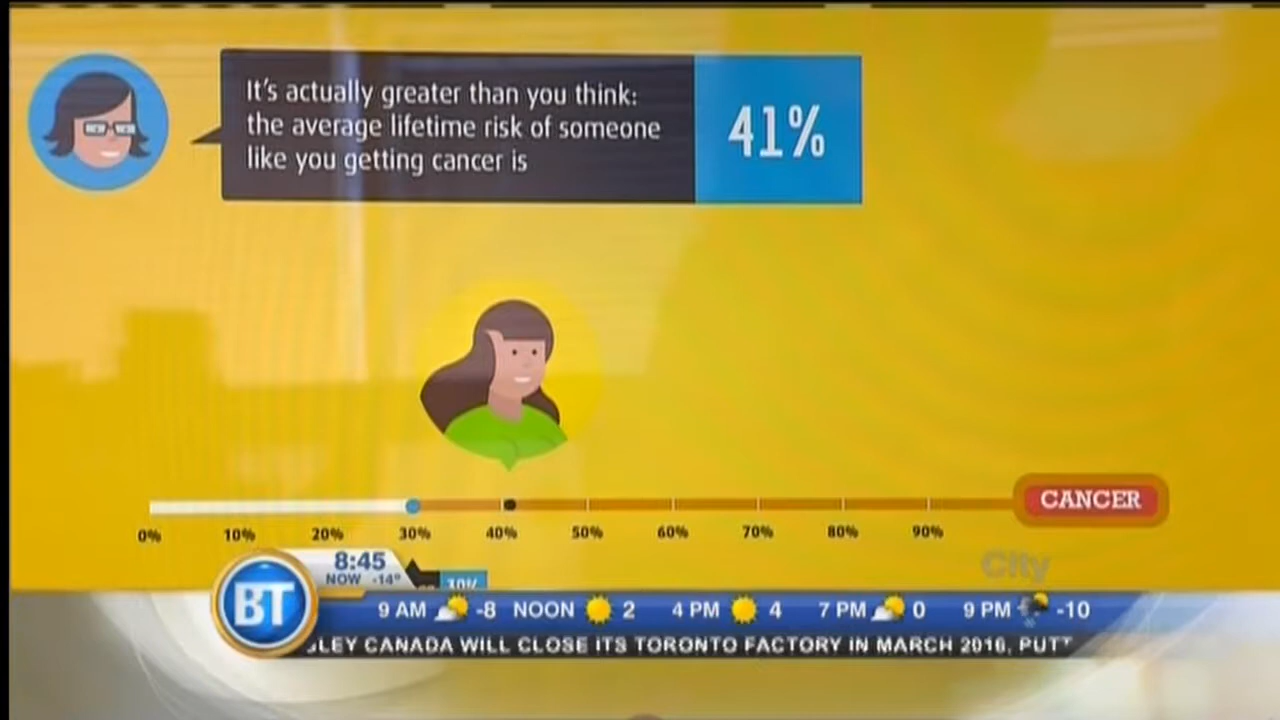 It's actually greater than you think:
the average lifetime risk of someone
like you getting cancer is
41%
CANCER
0% 10% 20% 30% 40% 50% 60% 70% 80% 90%
City
8:45
NOW -14°
30%
BT
9 AM -8 NOON 2 4 PM 4 7 PM 0 9 PM -10
CANADA WILL CLOSE ITS TORONTO FACTORY IN MARCH 2016,